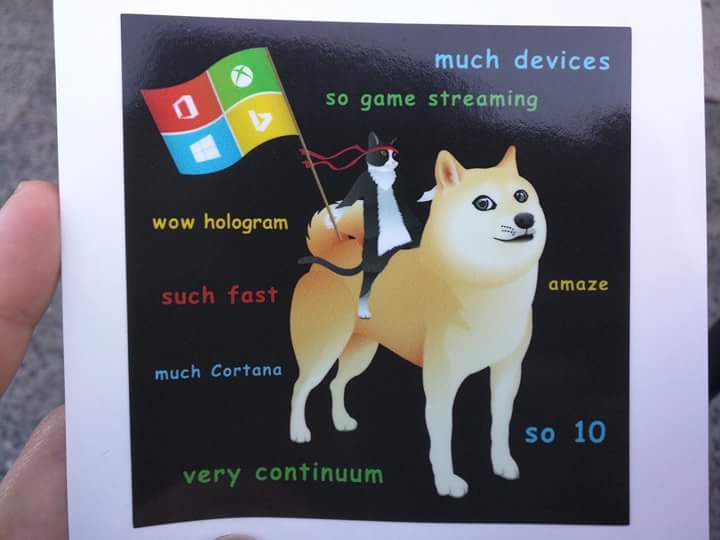 much devices
so game streaming
wow hologram
such fast
amaze
much Cortana
so 10
very continuum